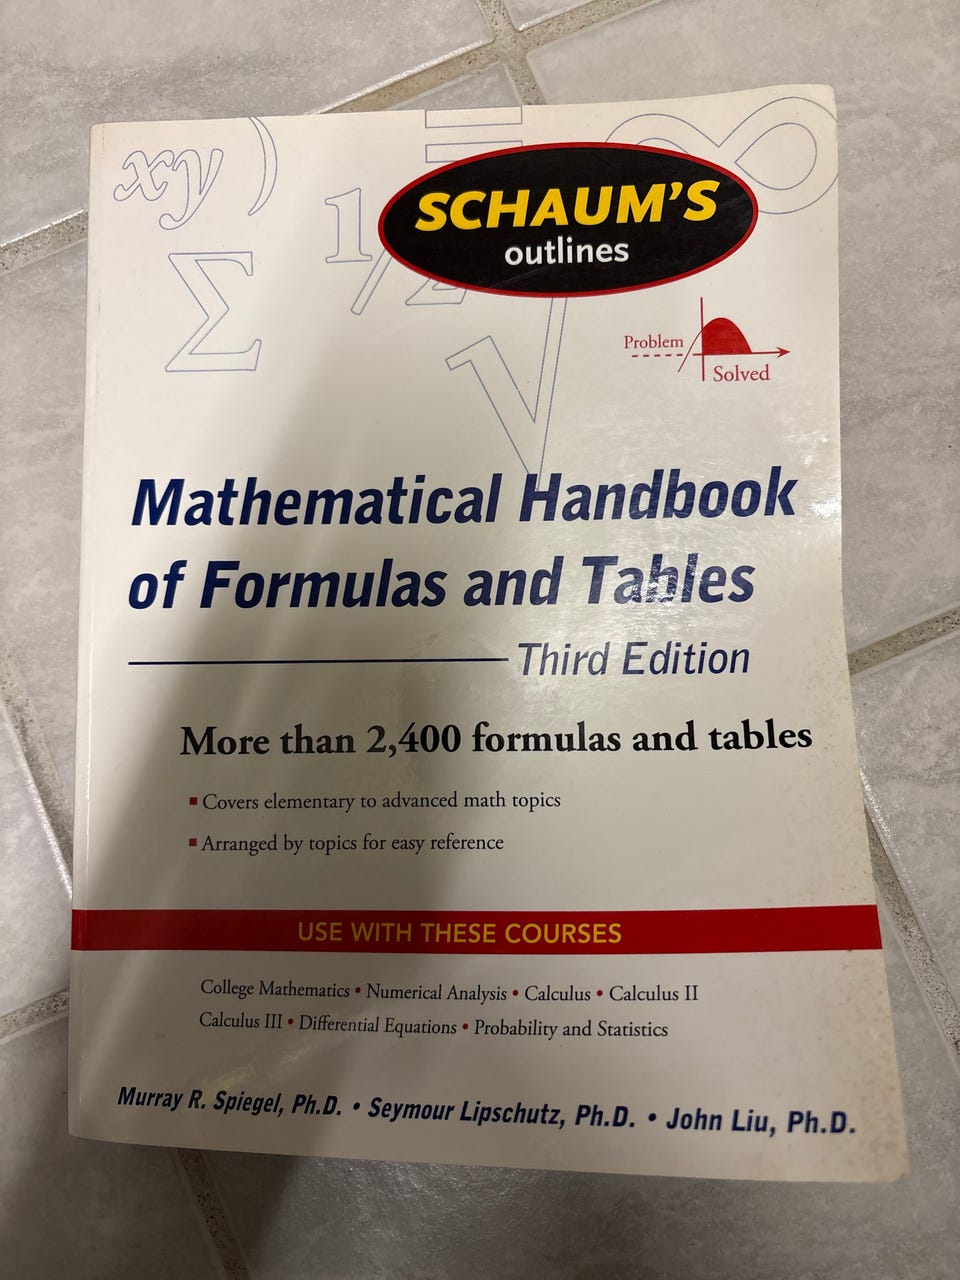 xy)
Σ
1/2
√
∞
SCHAUM'S
outlines
Problem
Solved
Mathematical Handbook
of Formulas and Tables
Third Edition
More than 2,400 formulas and tables
▪ Covers elementary to advanced math topics
▪ Arranged by topics for easy reference
USE WITH THESE COURSES
College Mathematics • Numerical Analysis • Calculus • Calculus II
Calculus III • Differential Equations • Probability and Statistics
Murray R. Spiegel, Ph.D. • Seymour Lipschutz, Ph.D. • John Liu, Ph.D.